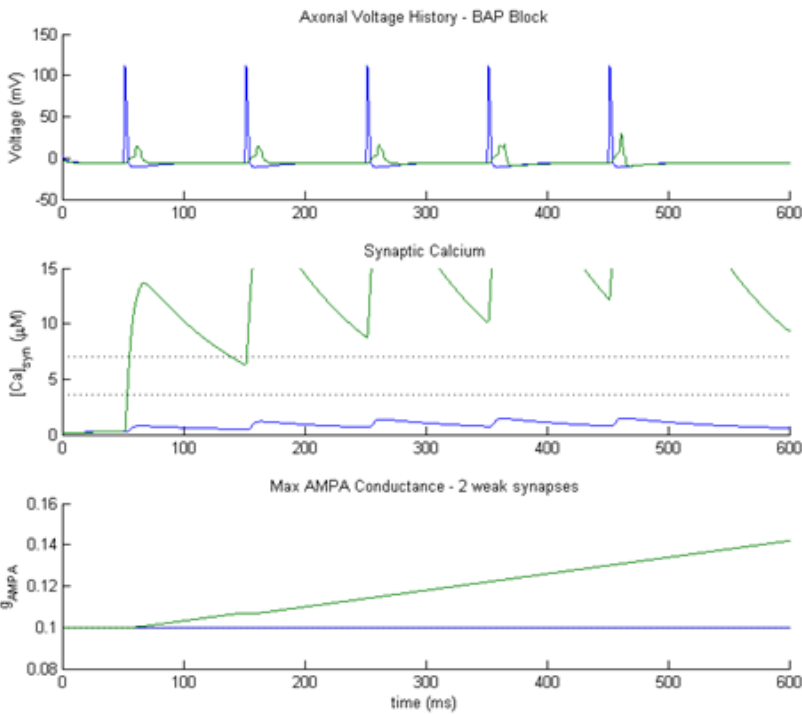 Axonal Voltage History - BAP Block
Voltage (mV)
150
100
50
0
-50
0 100 200 300 400 500 600
Synaptic Calcium
[Ca]syn (μM)
15
10
5
0
0 100 200 300 400 500 600
Max AMPA Conductance - 2 weak synapses
gAMPA
0.16
0.14
0.12
0.1
0.08
0 100 200 300 400 500 600
time (ms)